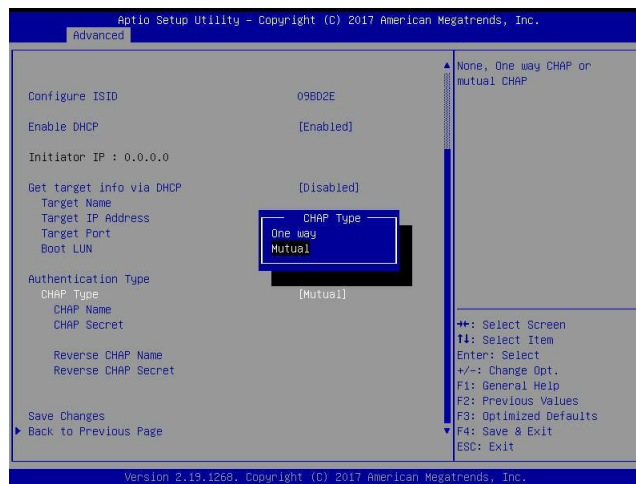 Aptio Setup Utility – Copyright (C) 2017 American Megatrends, Inc.
Advanced
Configure ISID 09BD2E
Enable DHCP [Enabled]
Initiator IP : 0.0.0.0
Get target info via DHCP [Disabled]
Target Name
Target IP Address
Target Port
Boot LUN
Authentication Type
CHAP Type [Mutual]
CHAP Name
CHAP Secret
Reverse CHAP Name
Reverse CHAP Secret
Save Changes
Back to Previous Page
CHAP Type
One way
Mutual
None, One way CHAP or
mutual CHAP
→←: Select Screen
↑↓: Select Item
Enter: Select
+/-: Change Opt.
F1: General Help
F2: Previous Values
F3: Optimized Defaults
F4: Save & Exit
ESC: Exit
Version 2.19.1268. Copyright (C) 2017 American Megatrends, Inc.